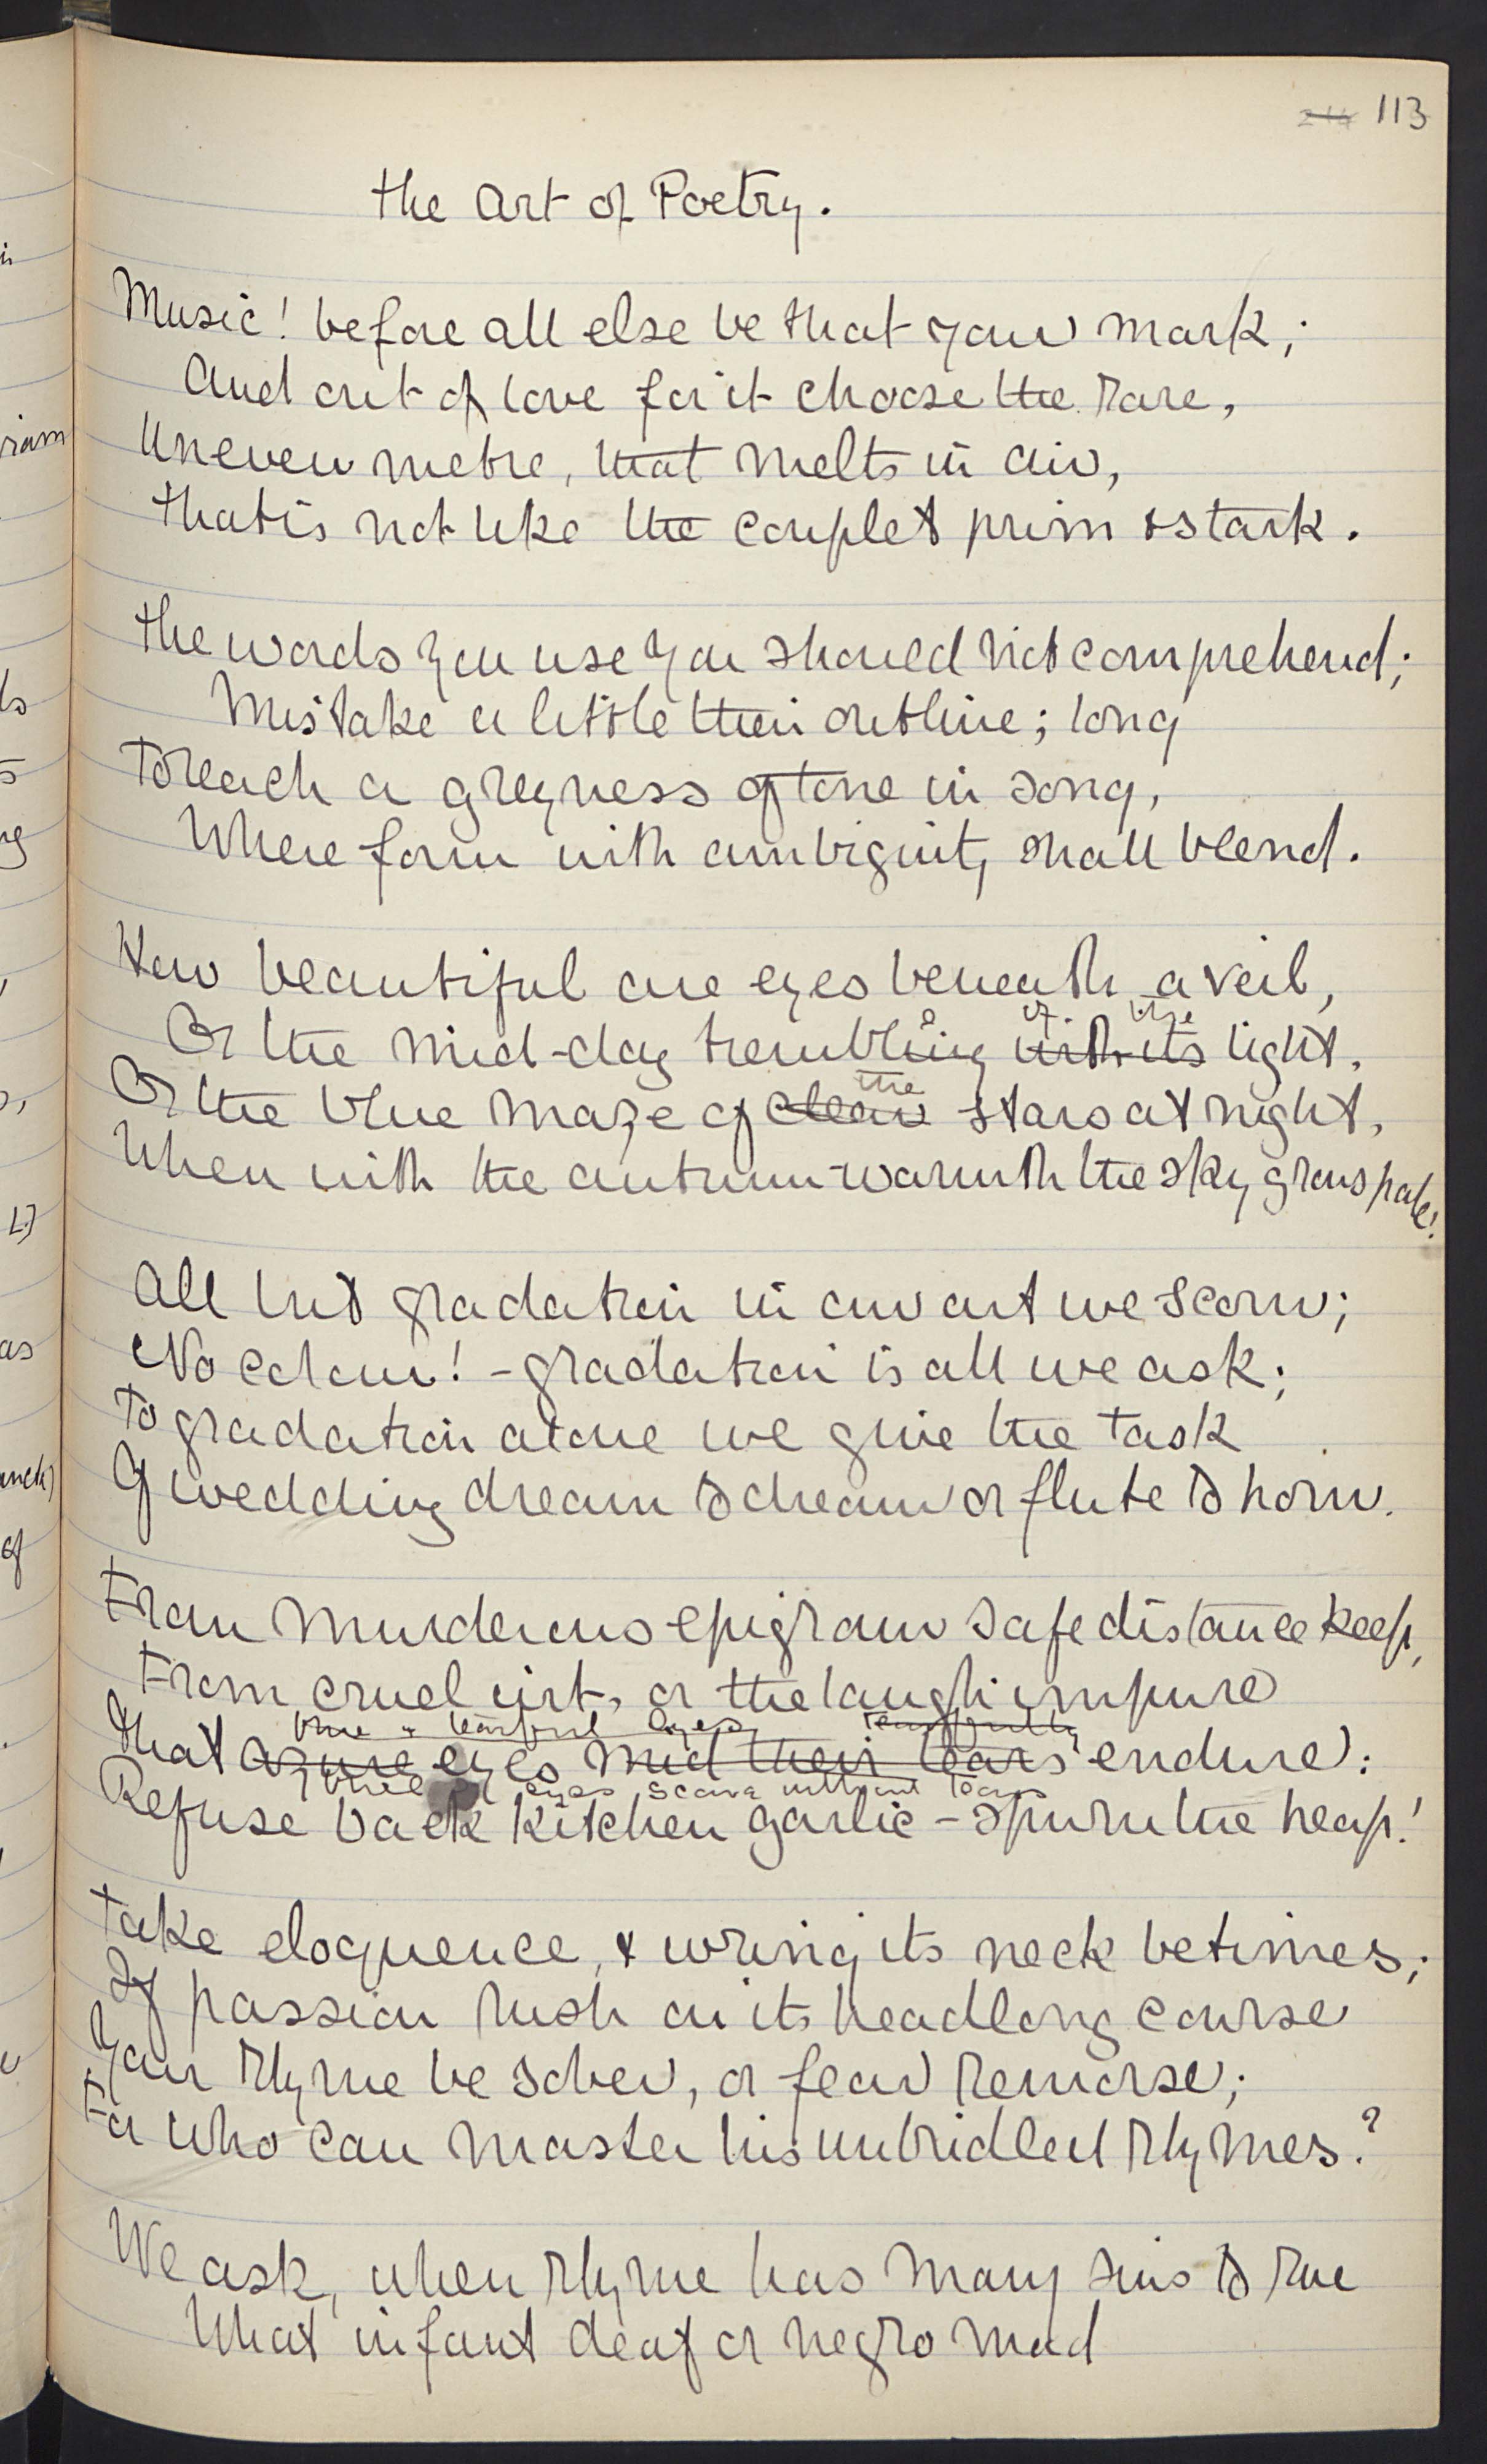 113
The Art of Poetry.
Music! before all else be that your mark;
And out of love for it choose the rare,
Uneven metre, that melts in air,
That is not like the couplet prim & stark.
The words you use you should not comprehend;
Mistake a little their outline; long
To reach a greyness of tone in song,
Where form with ambiguity shall blend.
How beautiful are eyes beneath a veil,
of the
Or the mid-day trembling with its light,
the
Or the blue maze of clear stars at night,
When with the autumn-warmth the sky grows pale!
All but gradation in our art we scorn;
No colour! - gradation is all we ask;
To gradation alone we give the task
Of wedding dream to dream or flute to horn.
From murderous epigram safe distance keep,
From cruel wit, or the laugh impure
blue & tearful eyes tearfully
That azure eyes mid their tears endure:
blue eyes scarce without tears
Refuse back kitchen garlic - spurn the heap!
Take eloquence, & wring its neck betimes;
If passion rush on its headlong course
Your rhyme be sober, or fear remorse;
For who can master his unbridled rhymes?
We ask, when rhyme has many sins to rue
What infant deaf or negro mad